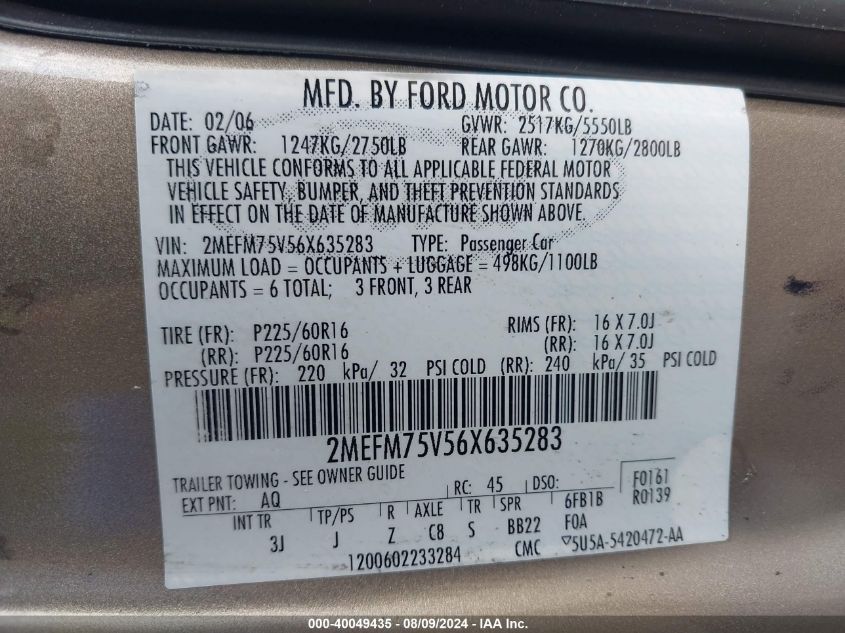 MFD. BY FORD MOTOR CO.
DATE: 02/06 GVWR: 2517KG/5550LB
FRONT GAWR: 1247KG/2750LB REAR GAWR: 1270KG/2800LB
THIS VEHICLE CONFORMS TO ALL APPLICABLE FEDERAL MOTOR
VEHICLE SAFETY, BUMPER, AND THEFT PREVENTION STANDARDS
IN EFFECT ON THE DATE OF MANUFACTURE SHOWN ABOVE.
VIN: 2MEFM75V56X635283 TYPE: Passenger Car
MAXIMUM LOAD = OCCUPANTS + LUGGAGE = 498KG/1100LB
OCCUPANTS = 6 TOTAL; 3 FRONT, 3 REAR
TIRE (FR): P225/60R16 RIMS (FR): 16 X 7.0J
(RR): P225/60R16 (RR): 16 X 7.0J
PRESSURE (FR): 220 kPa/ 32 PSI COLD (RR): 240 kPa/ 35 PSI COLD
2MEFM75V56X635283
TRAILER TOWING - SEE OWNER GUIDE
EXT PNT: AQ RC: 45 DSO: F0161
R0139
INT TR TP/PS R AXLE TR SPR 6FB1B
3J J Z C8 S BB22 FOA
1200602233284 CMC ▽5U5A-5420472-AA
000-40049435 - 08/09/2024 - IAA Inc.